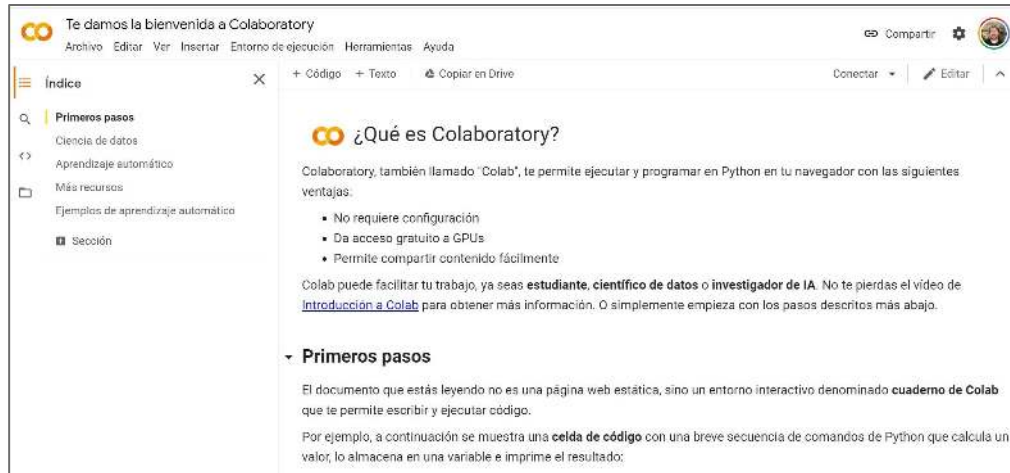 Te damos la bienvenida a Colaboratory
Archivo Editar Ver Insertar Entorno de ejecución Herramientas Ayuda
Compartir
Índice
Primeros pasos
Ciencia de datos
Aprendizaje automático
Más recursos
Ejemplos de aprendizaje automático
Sección
+ Código + Texto Copiar en Drive
Conectar Editar
¿Qué es Colaboratory?
Colaboratory, también llamado "Colab", te permite ejecutar y programar en Python en tu navegador con las siguientes
ventajas:
• No requiere configuración
• Da acceso gratuito a GPUs
• Permite compartir contenido fácilmente
Colab puede facilitar tu trabajo, ya seas estudiante, científico de datos o investigador de IA. No te pierdas el vídeo de
Introducción a Colab para obtener más información. O simplemente empieza con los pasos descritos más abajo.
Primeros pasos
El documento que estás leyendo no es una página web estática, sino un entorno interactivo denominado cuaderno de Colab
que te permite escribir y ejecutar código.
Por ejemplo, a continuación se muestra una celda de código con una breve secuencia de comandos de Python que calcula un
valor, lo almacena en una variable e imprime el resultado: